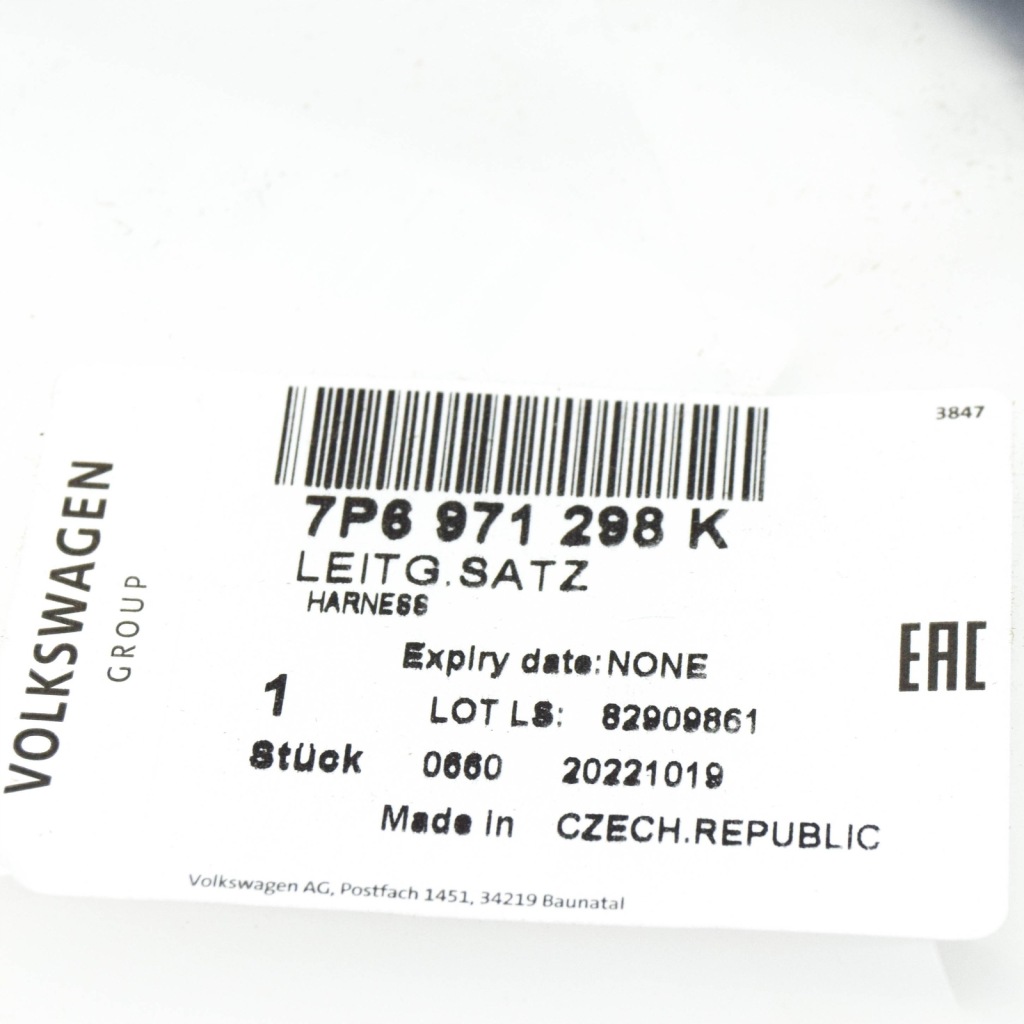 3847
VOLKSWAGEN
GROUP
7P6 971 298 K
LEITG.SATZ
HARNESS
Expiry date: NONE
1 LOT LS: 82909861
Stück 0660 20221019
Made in CZECH.REPUBLIC
EAC
Volkswagen AG, Postfach 1451, 34219 Baunatal